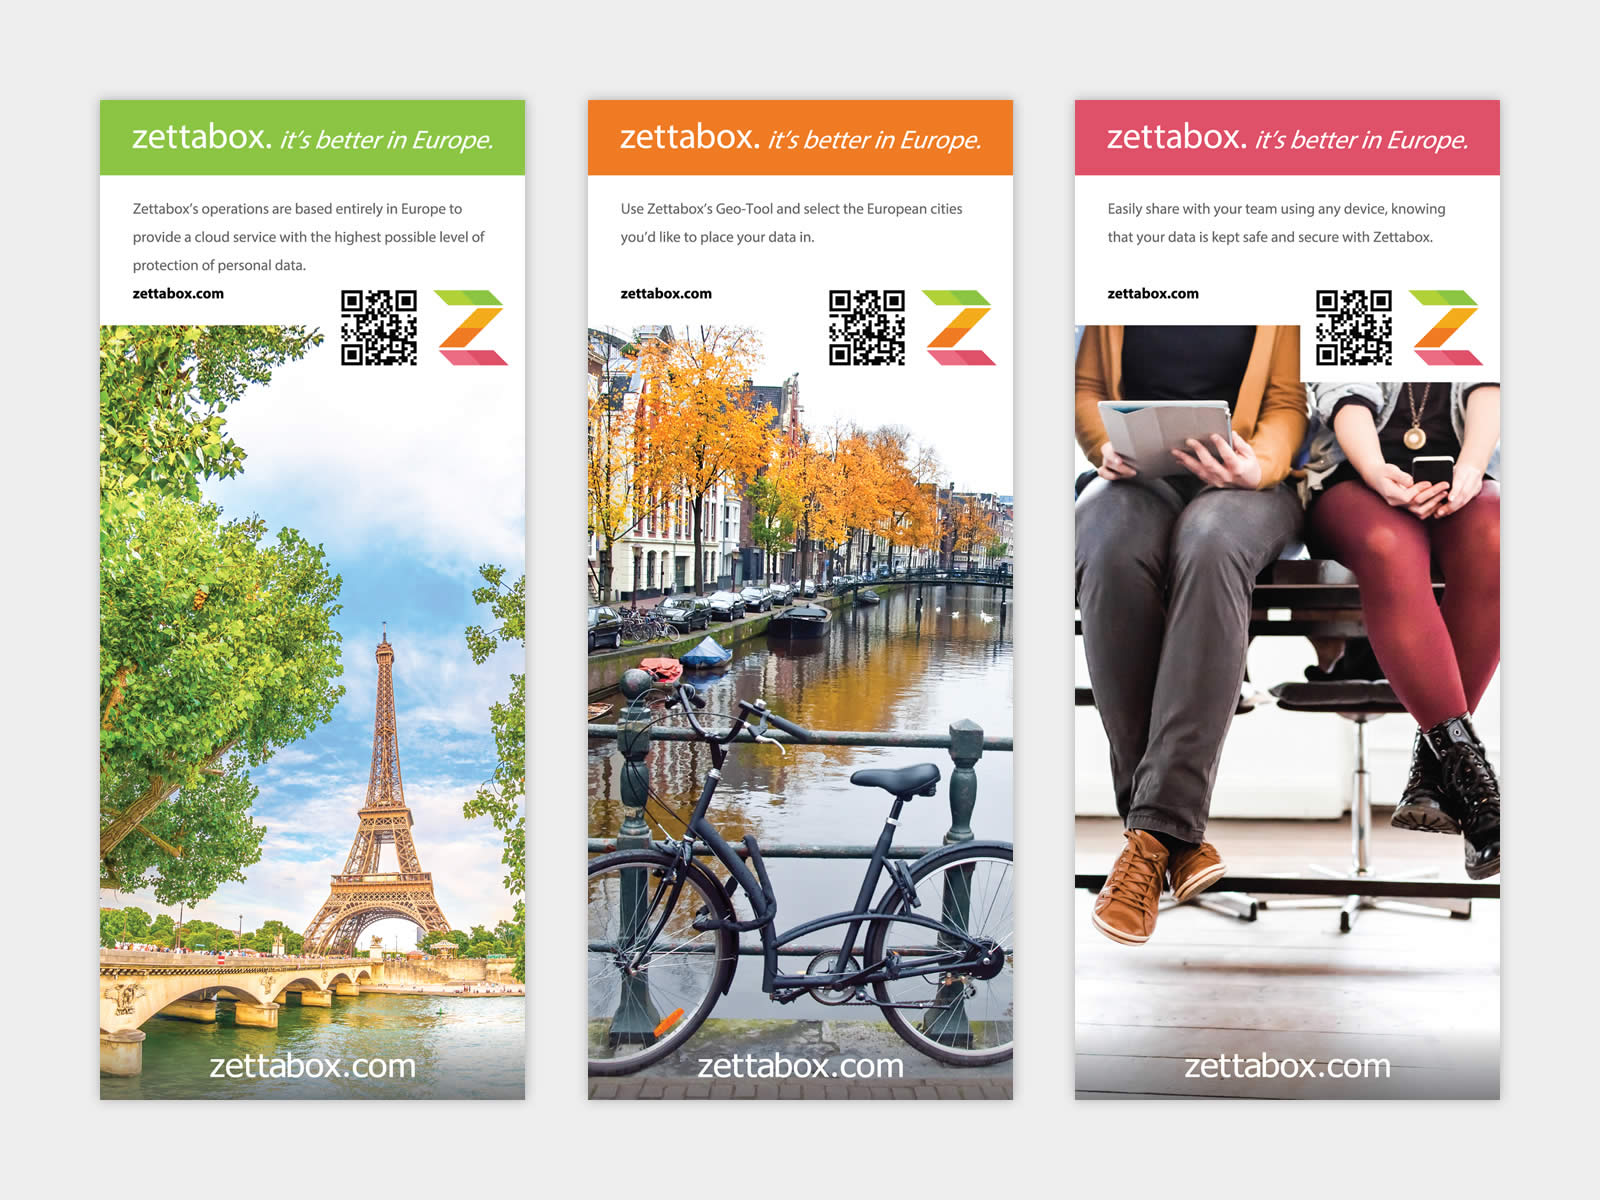 zettabox. it's better in Europe.
Zettabox's operations are based entirely in Europe to
provide a cloud service with the highest possible level of
protection of personal data.
zettabox.com
zettabox.com
zettabox. it's better in Europe.
Use Zettabox's Geo-Tool and select the European cities
you'd like to place your data in.
zettabox.com
zettabox.com
zettabox. it's better in Europe.
Easily share with your team using any device, knowing
that your data is kept safe and secure with Zettabox.
zettabox.com
zettabox.com